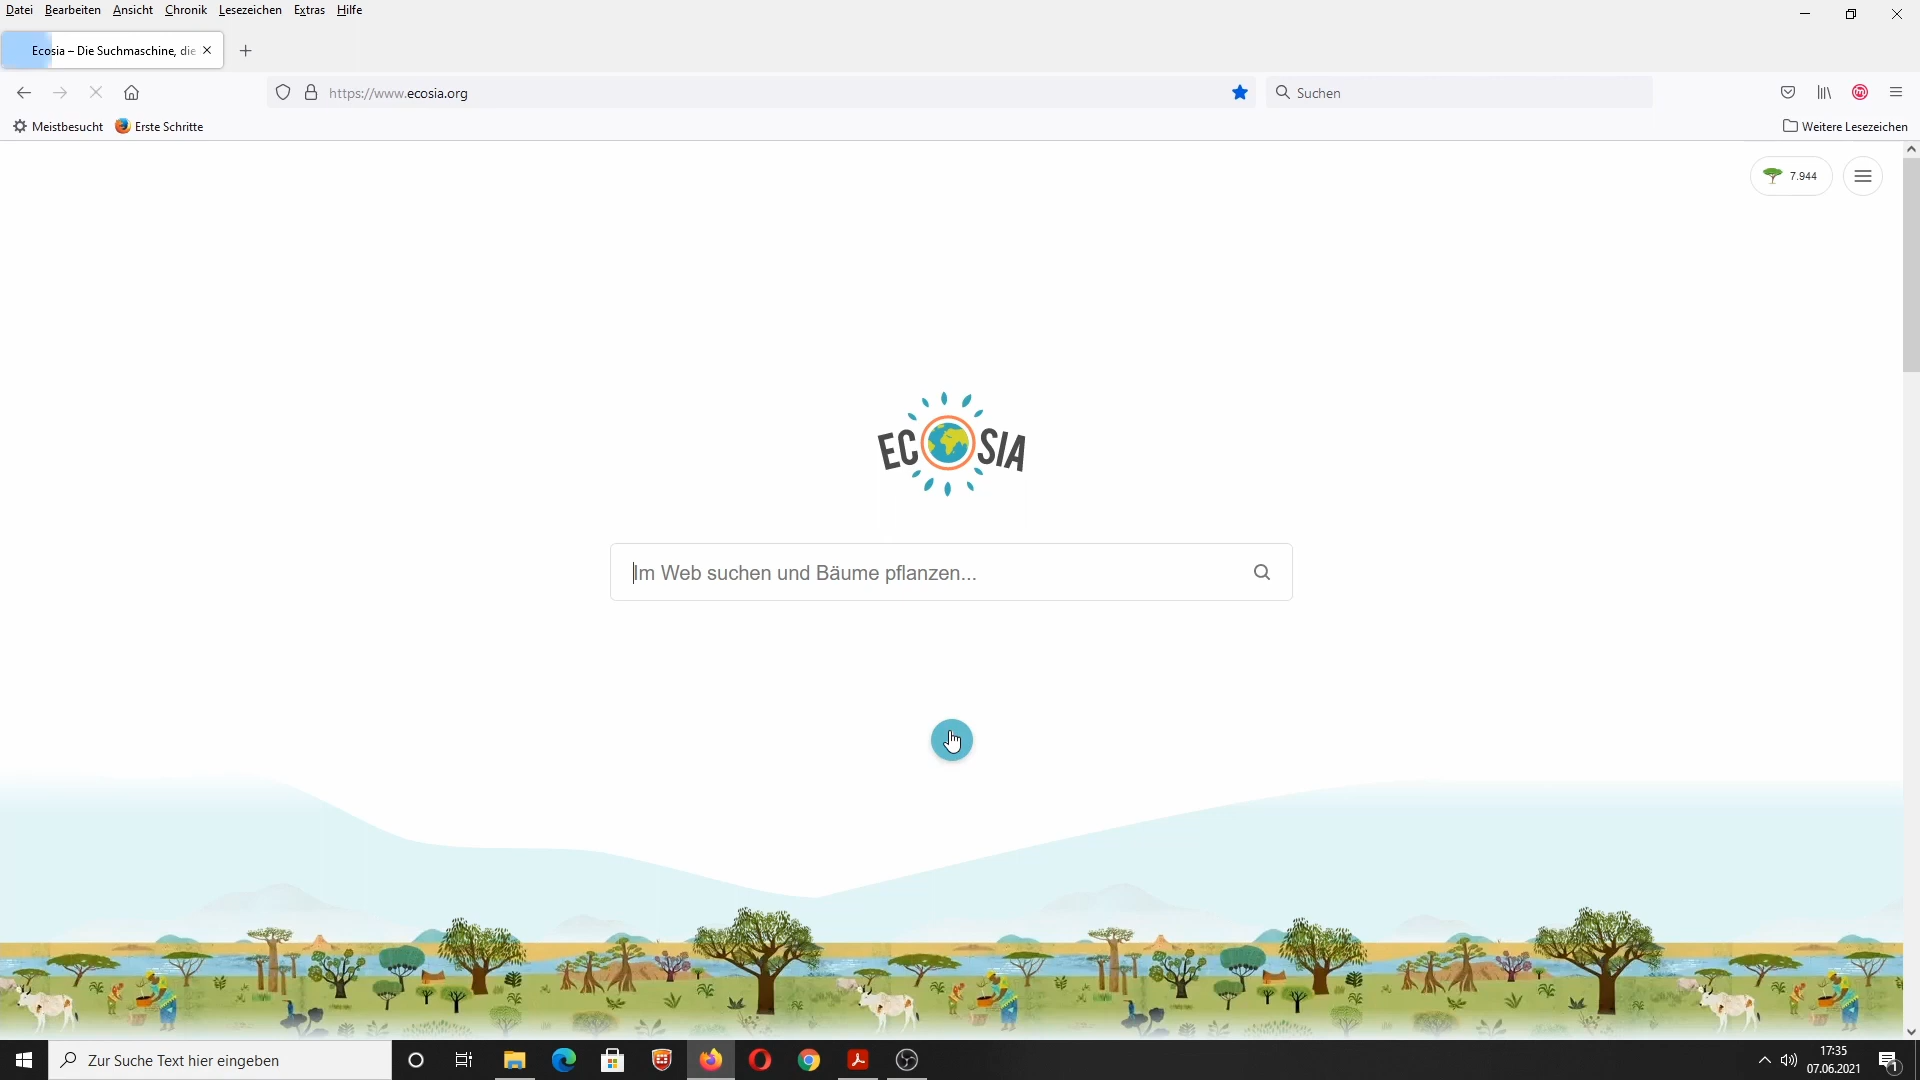 Datei Bearbeiten Ansicht Chronik Lesezeichen Extras Hilfe
Ecosia – Die Suchmaschine, die
https://www.ecosia.org
Suchen
Meistbesucht Erste Schritte
Weitere Lesezeichen
7.944
ECOSIA
Im Web suchen und Bäume pflanzen...
Zur Suche Text hier eingeben
17:35
07.06.2021
1